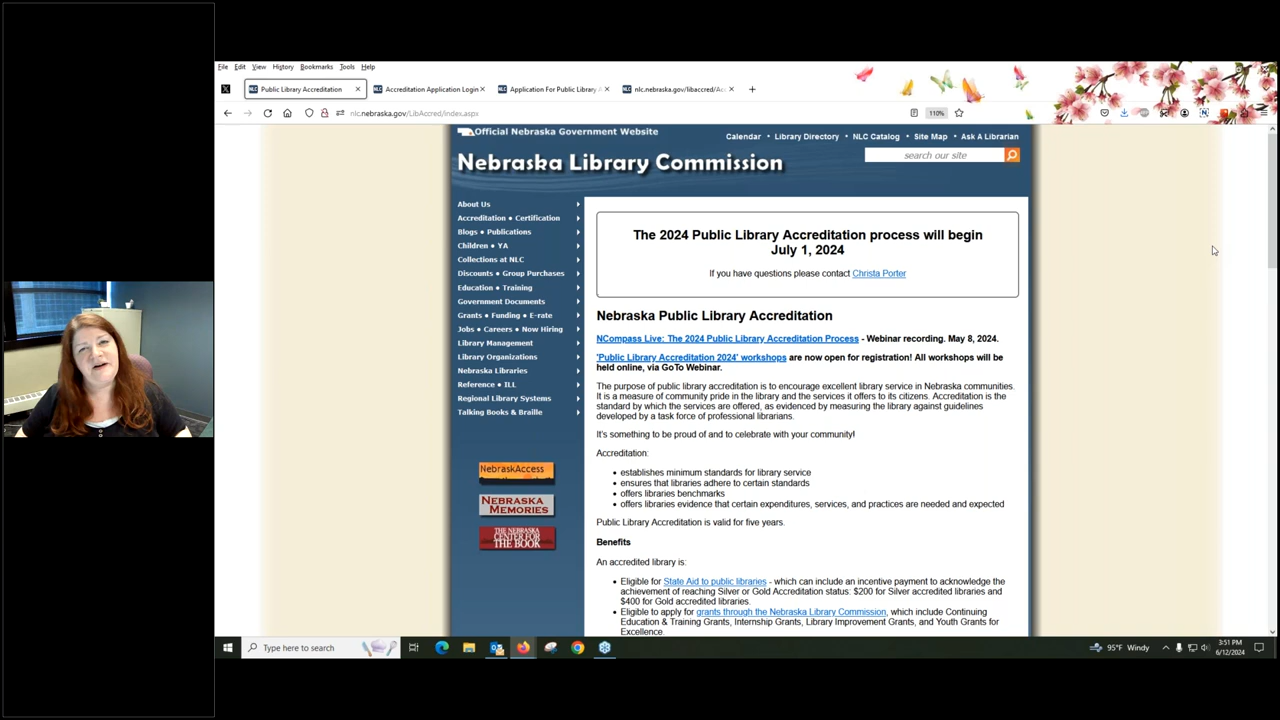 File Edit View History Bookmarks Tools Help
Public Library Accreditation
Accreditation Application Login
Application For Public Library A
nlc.nebraska.gov/libaccred/Acc
nlc.nebraska.gov/LibAccred/index.aspx
110%
Official Nebraska Government Website
Calendar • Library Directory • NLC Catalog • Site Map • Ask A Librarian
Nebraska Library Commission
search our site
About Us
Accreditation • Certification
Blogs • Publications
Children • YA
Collections at NLC
Discounts • Group Purchases
Education • Training
Government Documents
Grants • Funding • E-rate
Jobs • Careers • Now Hiring
Library Management
Library Organizations
Nebraska Libraries
Reference • ILL
Regional Library Systems
Talking Books & Braille
NebraskAccess
NEBRASKA
MEMORIES
THE NEBRASKA
CENTER FOR
THE BOOK
The 2024 Public Library Accreditation process will begin
July 1, 2024
If you have questions please contact Christa Porter
Nebraska Public Library Accreditation
NCompass Live: The 2024 Public Library Accreditation Process - Webinar recording. May 8, 2024.
'Public Library Accreditation 2024' workshops are now open for registration! All workshops will be
held online, via GoTo Webinar.
The purpose of public library accreditation is to encourage excellent library service in Nebraska communities.
It is a measure of community pride in the library and the services it offers to its citizens. Accreditation is the
standard by which the services are offered, as evidenced by measuring the library against guidelines
developed by a task force of professional librarians.
It's something to be proud of and to celebrate with your community!
Accreditation:
• establishes minimum standards for library service
• ensures that libraries adhere to certain standards
• offers libraries benchmarks
• offers libraries evidence that certain expenditures, services, and practices are needed and expected
Public Library Accreditation is valid for five years.
Benefits
An accredited library is:
• Eligible for State Aid to public libraries - which can include an incentive payment to acknowledge the
achievement of reaching Silver or Gold Accreditation status: $200 for Silver accredited libraries and
$400 for Gold accredited libraries.
• Eligible to apply for grants through the Nebraska Library Commission, which include Continuing
Education & Training Grants, Internship Grants, Library Improvement Grants, and Youth Grants for
Excellence.
Type here to search
95°F Windy
3:51 PM
6/12/2024